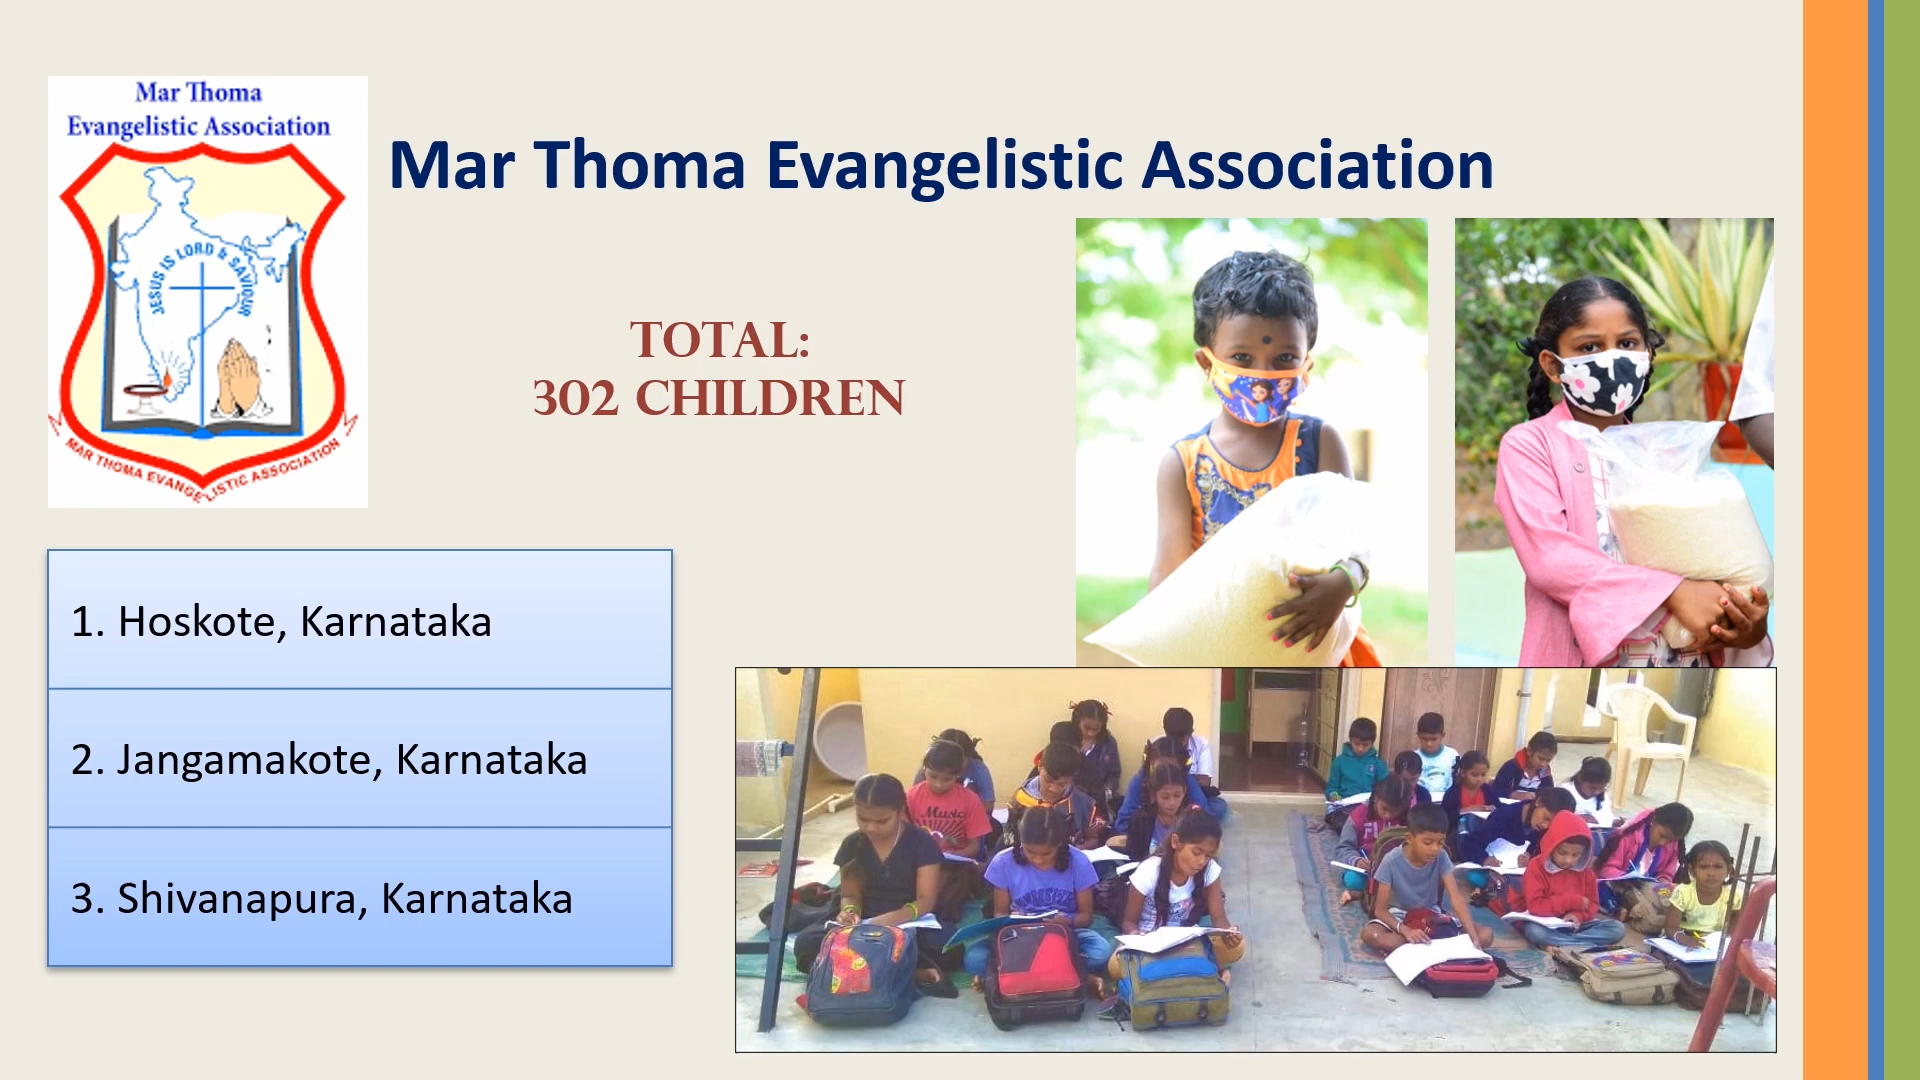 Mar Thoma
Evangelistic Association
JESUS IS LORD & SAVIOUR
MAR THOMA EVANGELISTIC ASSOCIATION
Mar Thoma Evangelistic Association
TOTAL:
302 CHILDREN
1. Hoskote, Karnataka
2. Jangamakote, Karnataka
3. Shivanapura, Karnataka
Music